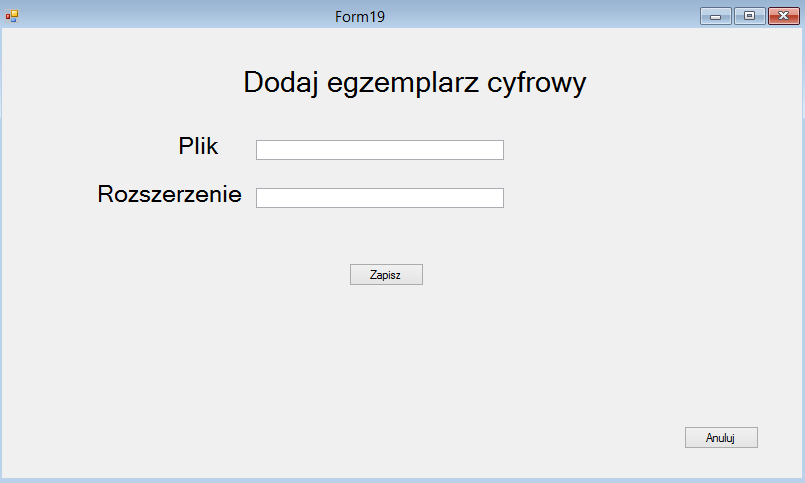 Form19
Dodaj egzemplarz cyfrowy
Plik
Rozszerzenie
Zapisz
Anuluj